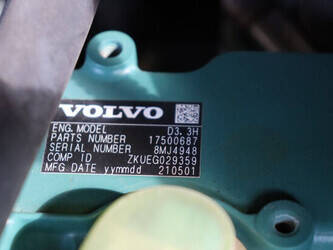 VOLVO
ENG. MODEL D3.3H
PARTS NUMBER 17500687
SERIAL NUMBER 8MJ4948
COMP ID ZKUEG029359
MFG DATE yymmdd 210501